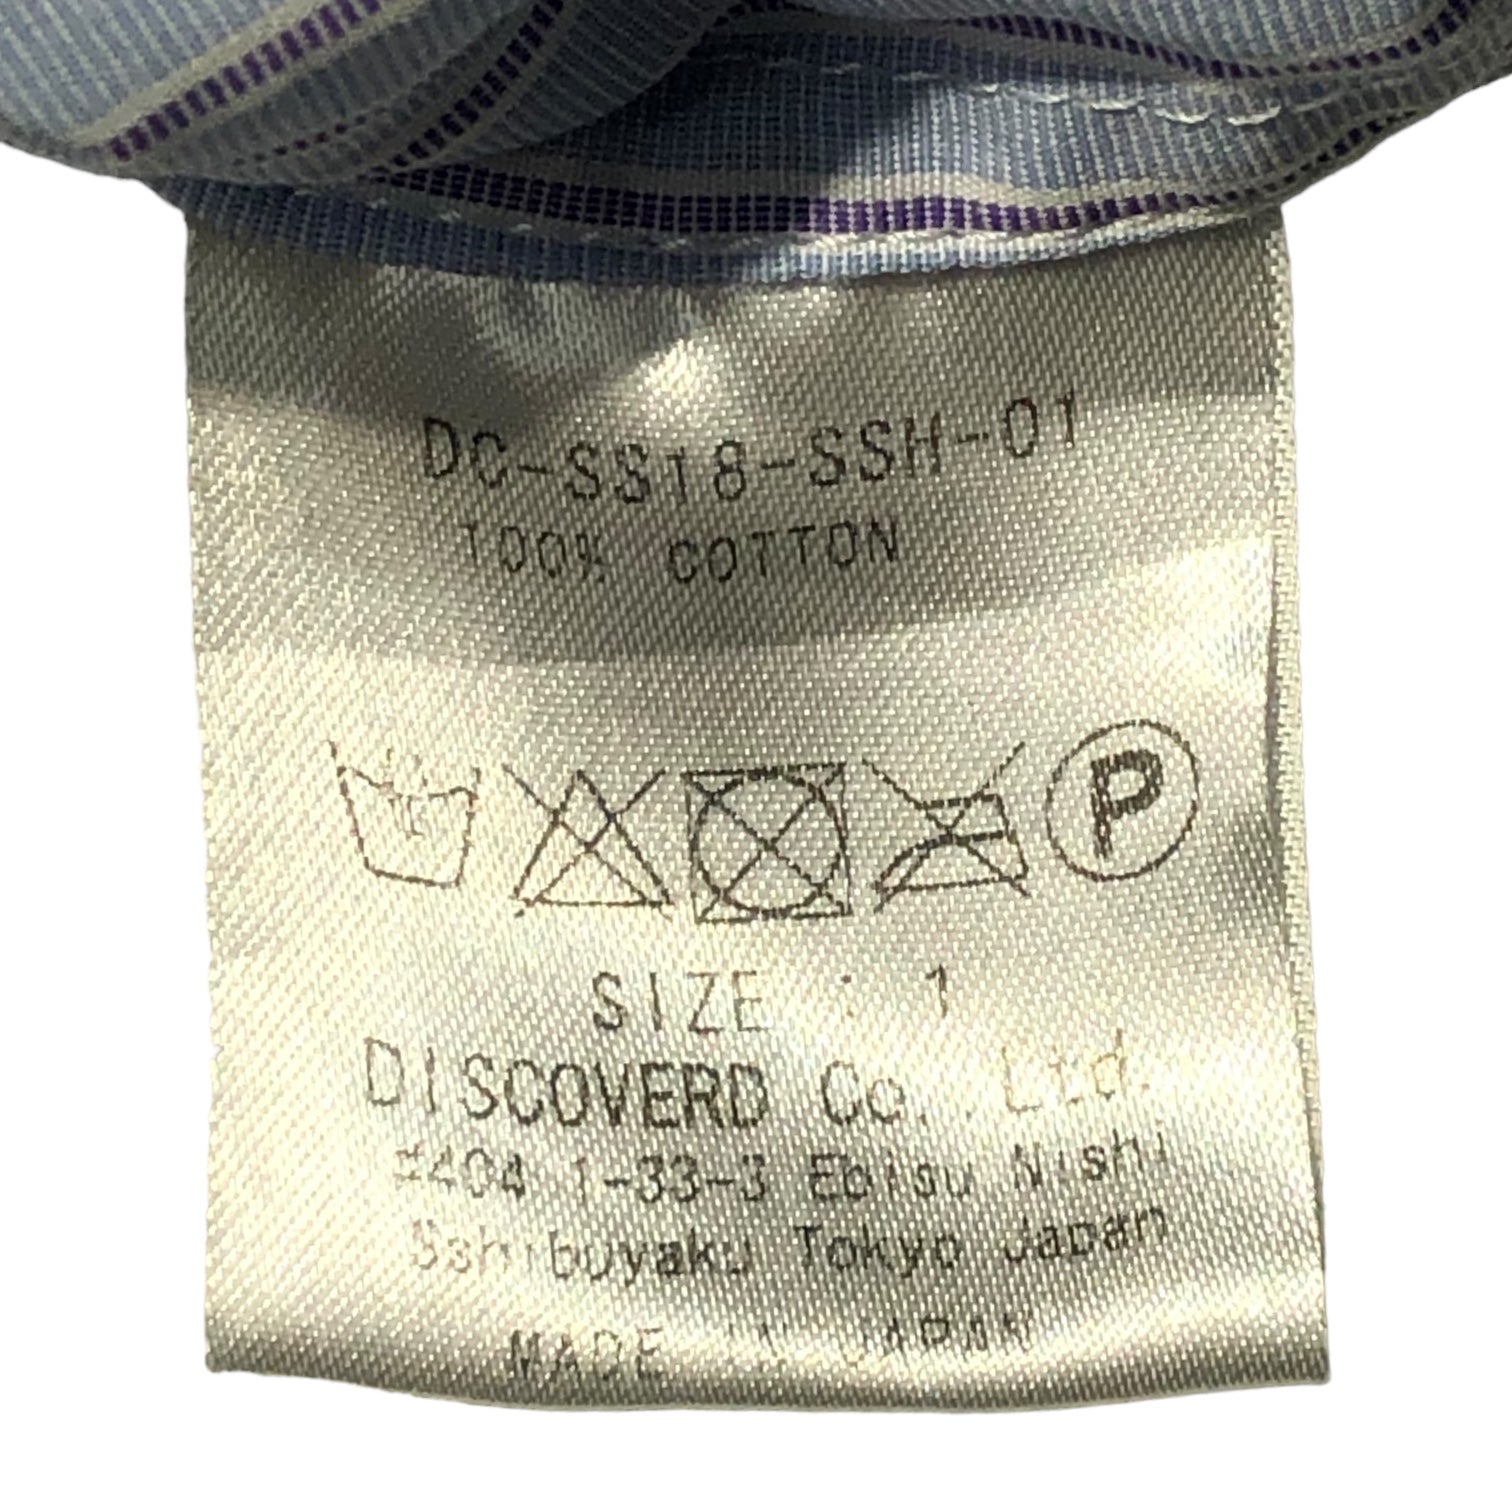 DC-SS18-SSH-01
100% COTTON
P
SIZE : 1
DISCOVERD Co., Ltd.
#404 1-33-3 Ebisu Nishi
Sshibuyaku Tokyo Japan
MADE IN JAPAN